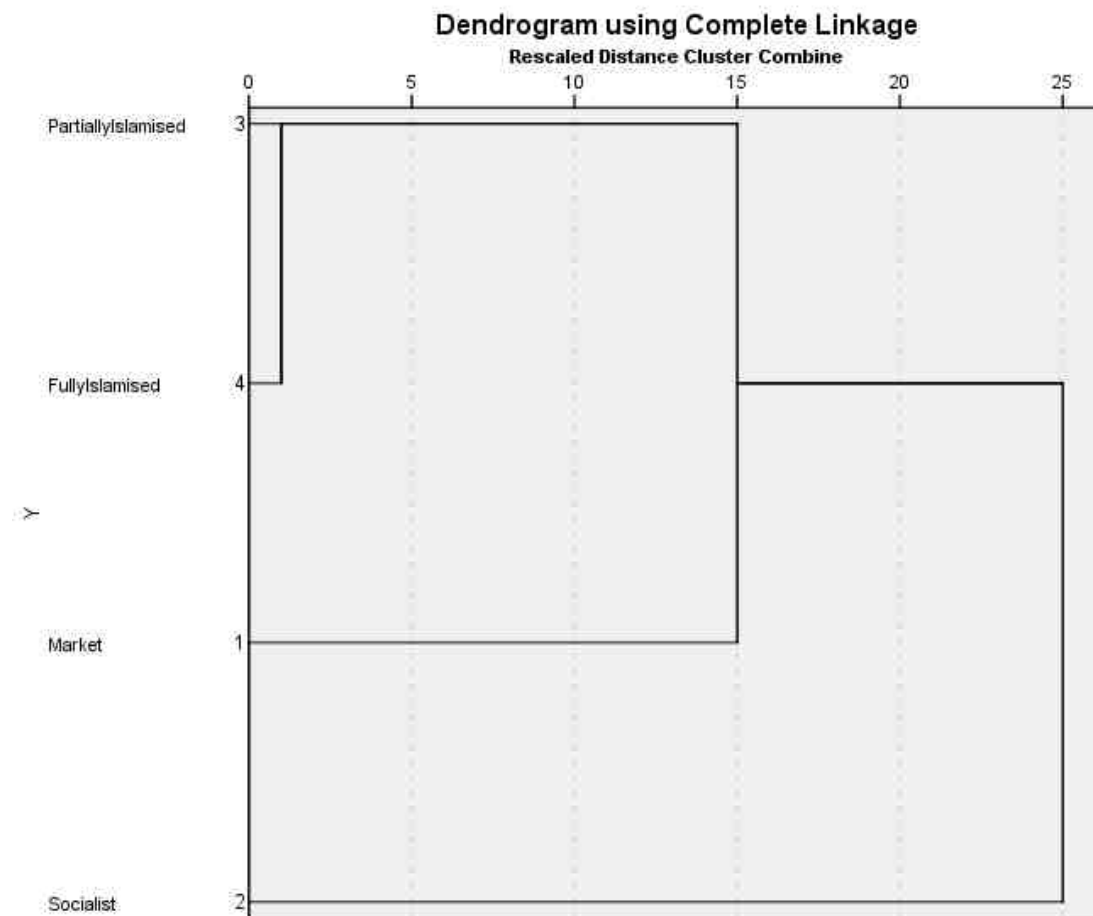 Dendrogram using Complete Linkage
Rescaled Distance Cluster Combine
0 5 10 15 20 25
PartiallyIslamised 3
FullyIslamised 4
Y
Market 1
Socialist 2